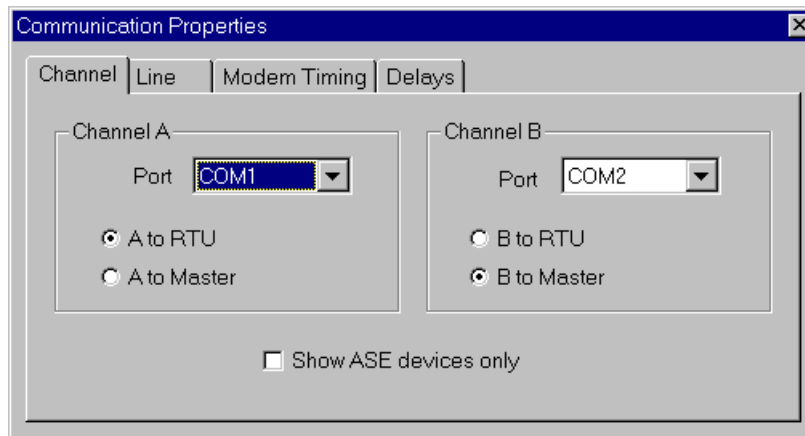 Communication Properties
Channel Line Modem Timing Delays
Channel A Channel B
Port COM1 Port COM2
A to RTU B to RTU
A to Master B to Master
Show ASE devices only